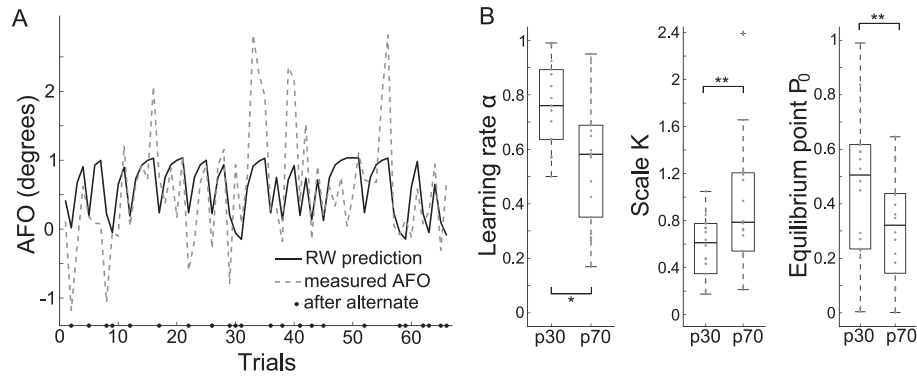 A
AFO (degrees)
1
0
-1
RW prediction
measured AFO
after alternate
0 10 20 30 40 50 60
Trials
B
Learning rate α
1
0.8
0.6
0.4
0.2
0
*
p30 p70
Scale K
2.4
2
1.6
1.2
0.8
0.6
0.4
0
**
p30 p70
Equilibrium point P0
1
0.8
0.6
0.4
0.2
0
**
p30 p70